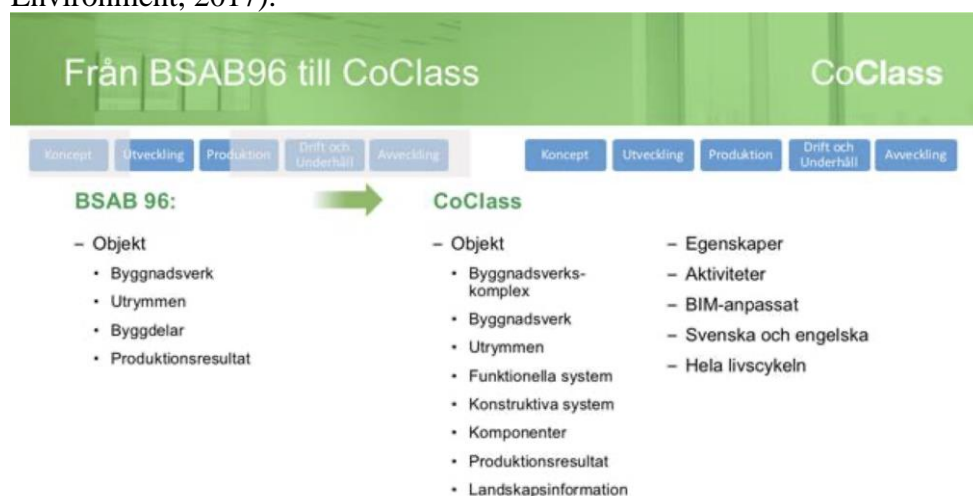 Environment, 2017).
Från BSAB96 till CoClass
CoClass
Koncept Utveckling Produktion Drift och Underhåll Avveckling
Koncept Utveckling Produktion Drift och Underhåll Avveckling
BSAB 96:
– Objekt
• Byggnadsverk
• Utrymmen
• Byggdelar
• Produktionsresultat
CoClass
– Objekt
• Byggnadsverks-
komplex
• Byggnadsverk
• Utrymmen
• Funktionella system
• Konstruktiva system
• Komponenter
• Produktionsresultat
• Landskapsinformation
– Egenskaper
– Aktiviteter
– BIM-anpassat
– Svenska och engelska
– Hela livscykeln